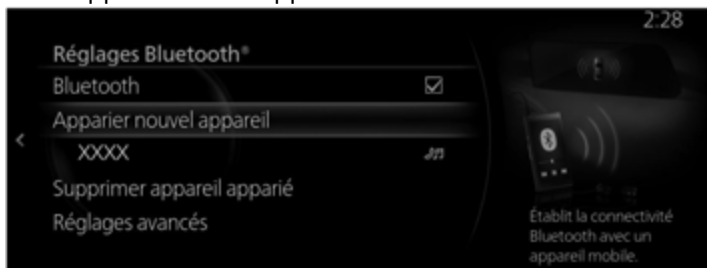 2:28
Réglages Bluetooth®
Bluetooth
Apparier nouvel appareil
XXXX
Supprimer appareil apparié
Réglages avancés
Établit la connectivité
Bluetooth avec un
appareil mobile.